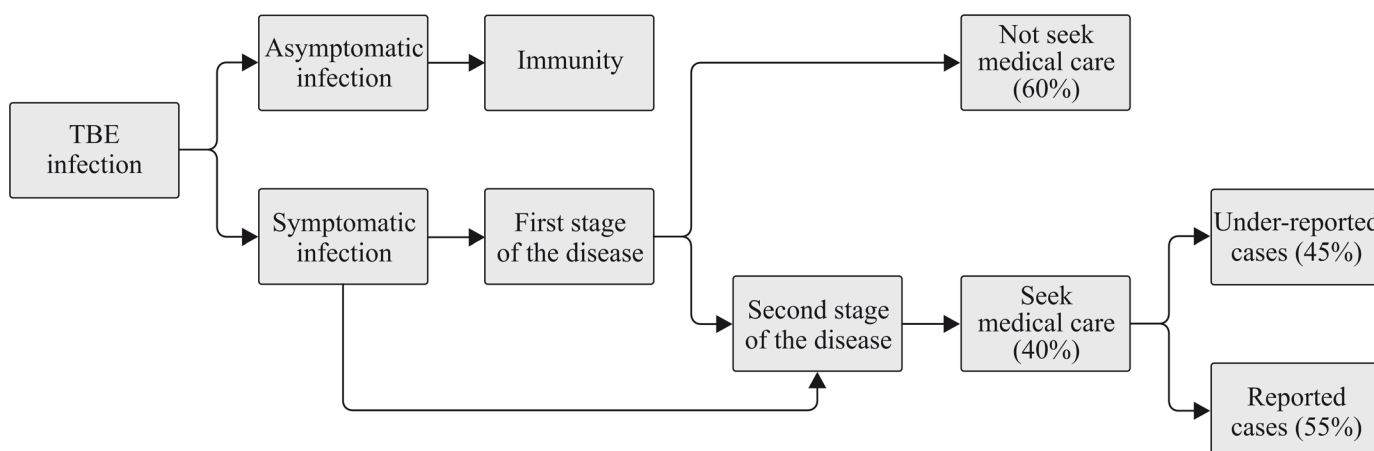 TBE
infection
Asymptomatic
infection
Immunity
Symptomatic
infection
First stage
of the disease
Second stage
of the disease
Not seek
medical care
(60%)
Seek
medical care
(40%)
Under-reported
cases (45%)
Reported
cases (55%)